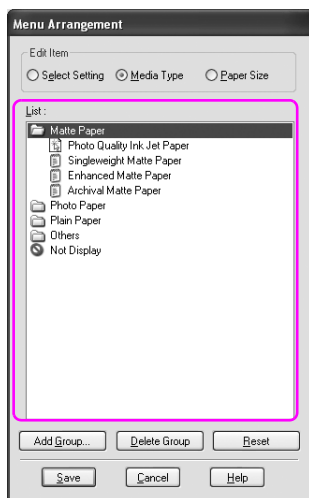 Menu Arrangement
Edit Item
Select Setting Media Type Paper Size
List :
Matte Paper
Photo Quality Ink Jet Paper
Singleweight Matte Paper
Enhanced Matte Paper
Archival Matte Paper
Photo Paper
Plain Paper
Others
Not Display
Add Group... Delete Group Reset
Save Cancel Help